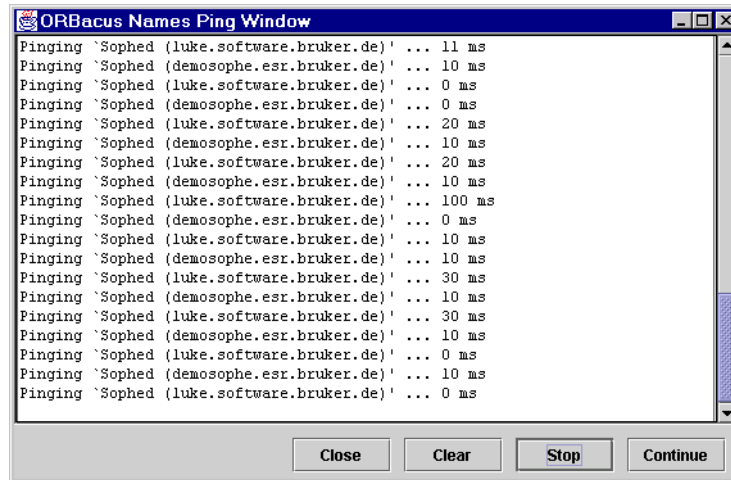 ORBacus Names Ping Window
Pinging `Sophed (luke.software.bruker.de)' ... 11 ms
Pinging `Sophed (demosophe.esr.bruker.de)' ... 10 ms
Pinging `Sophed (luke.software.bruker.de)' ... 0 ms
Pinging `Sophed (demosophe.esr.bruker.de)' ... 0 ms
Pinging `Sophed (luke.software.bruker.de)' ... 20 ms
Pinging `Sophed (demosophe.esr.bruker.de)' ... 10 ms
Pinging `Sophed (luke.software.bruker.de)' ... 20 ms
Pinging `Sophed (demosophe.esr.bruker.de)' ... 10 ms
Pinging `Sophed (luke.software.bruker.de)' ... 100 ms
Pinging `Sophed (demosophe.esr.bruker.de)' ... 0 ms
Pinging `Sophed (luke.software.bruker.de)' ... 10 ms
Pinging `Sophed (demosophe.esr.bruker.de)' ... 10 ms
Pinging `Sophed (luke.software.bruker.de)' ... 30 ms
Pinging `Sophed (demosophe.esr.bruker.de)' ... 10 ms
Pinging `Sophed (luke.software.bruker.de)' ... 30 ms
Pinging `Sophed (demosophe.esr.bruker.de)' ... 10 ms
Pinging `Sophed (luke.software.bruker.de)' ... 0 ms
Pinging `Sophed (demosophe.esr.bruker.de)' ... 10 ms
Pinging `Sophed (luke.software.bruker.de)' ... 0 ms
Close Clear Stop Continue